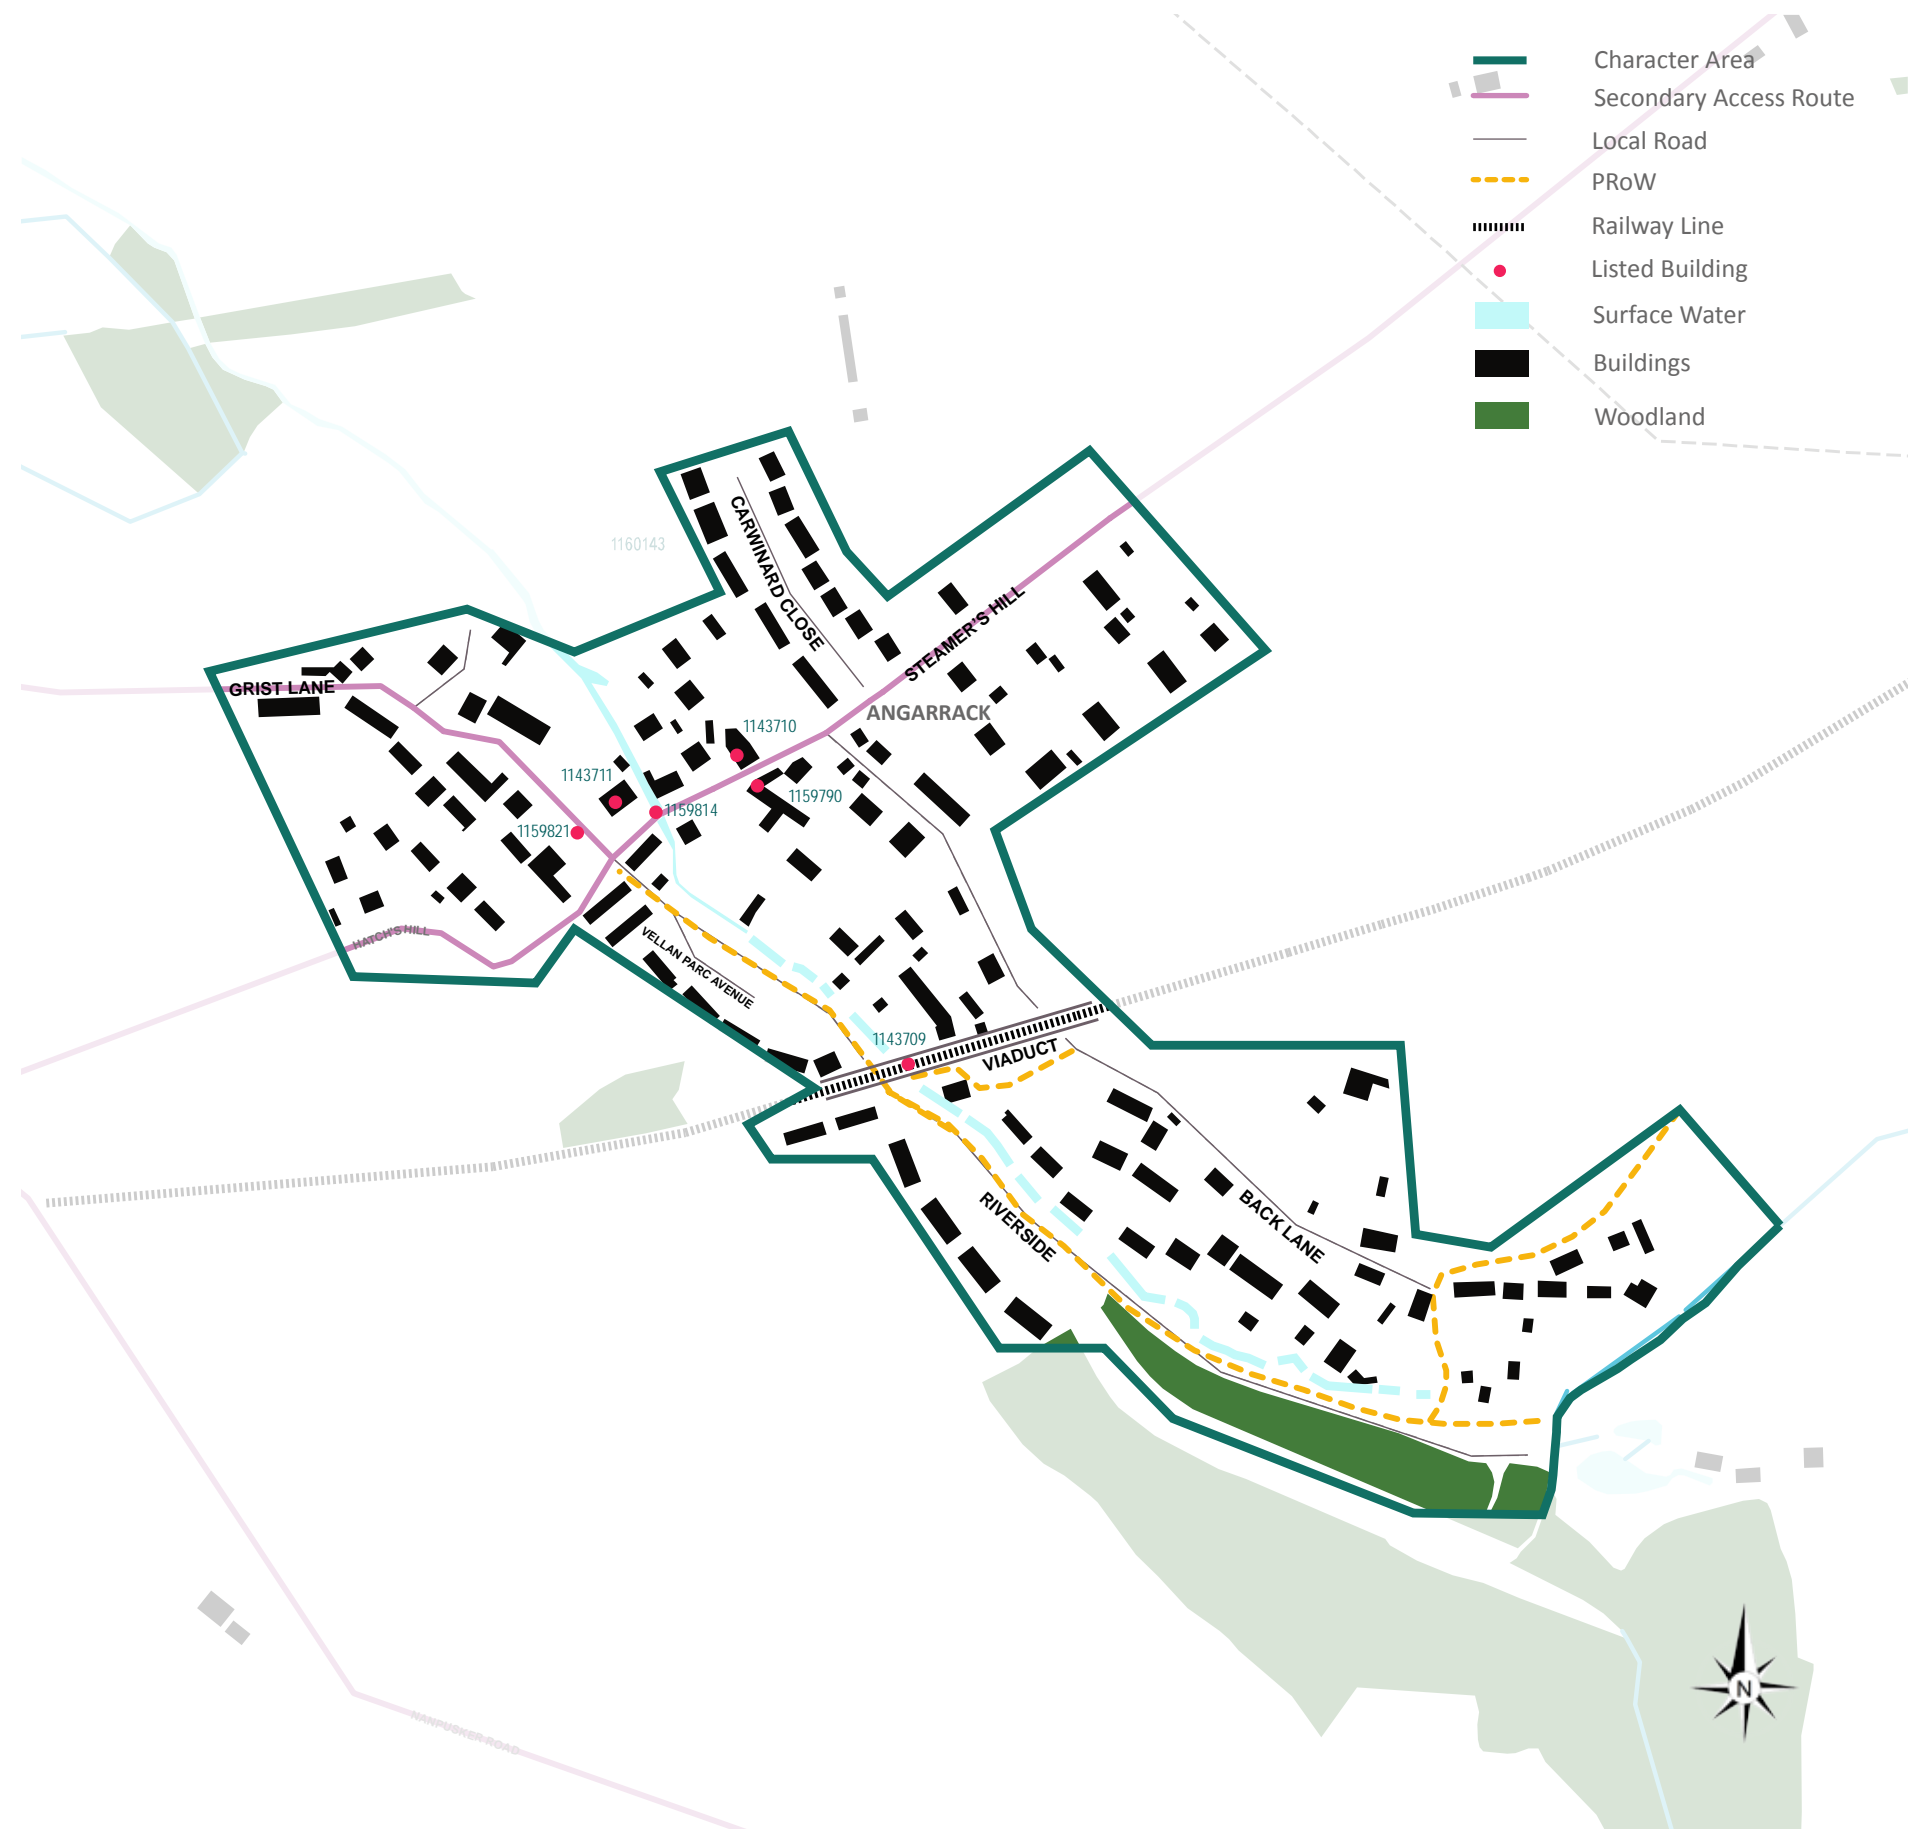 Character Area
Secondary Access Route
Local Road
PRoW
Railway Line
Listed Building
Surface Water
Buildings
Woodland
CARWINARD CLOSE
1160143
STEAMER'S HILL
GRIST LANE
ANGARRACK
1143710
1143711
1159790
1159814
1159821
HATCH'S HILL
VELLAN PARC AVENUE
1143709
VIADUCT
RIVERSIDE
BACK LANE
NANPUSKER ROAD
N